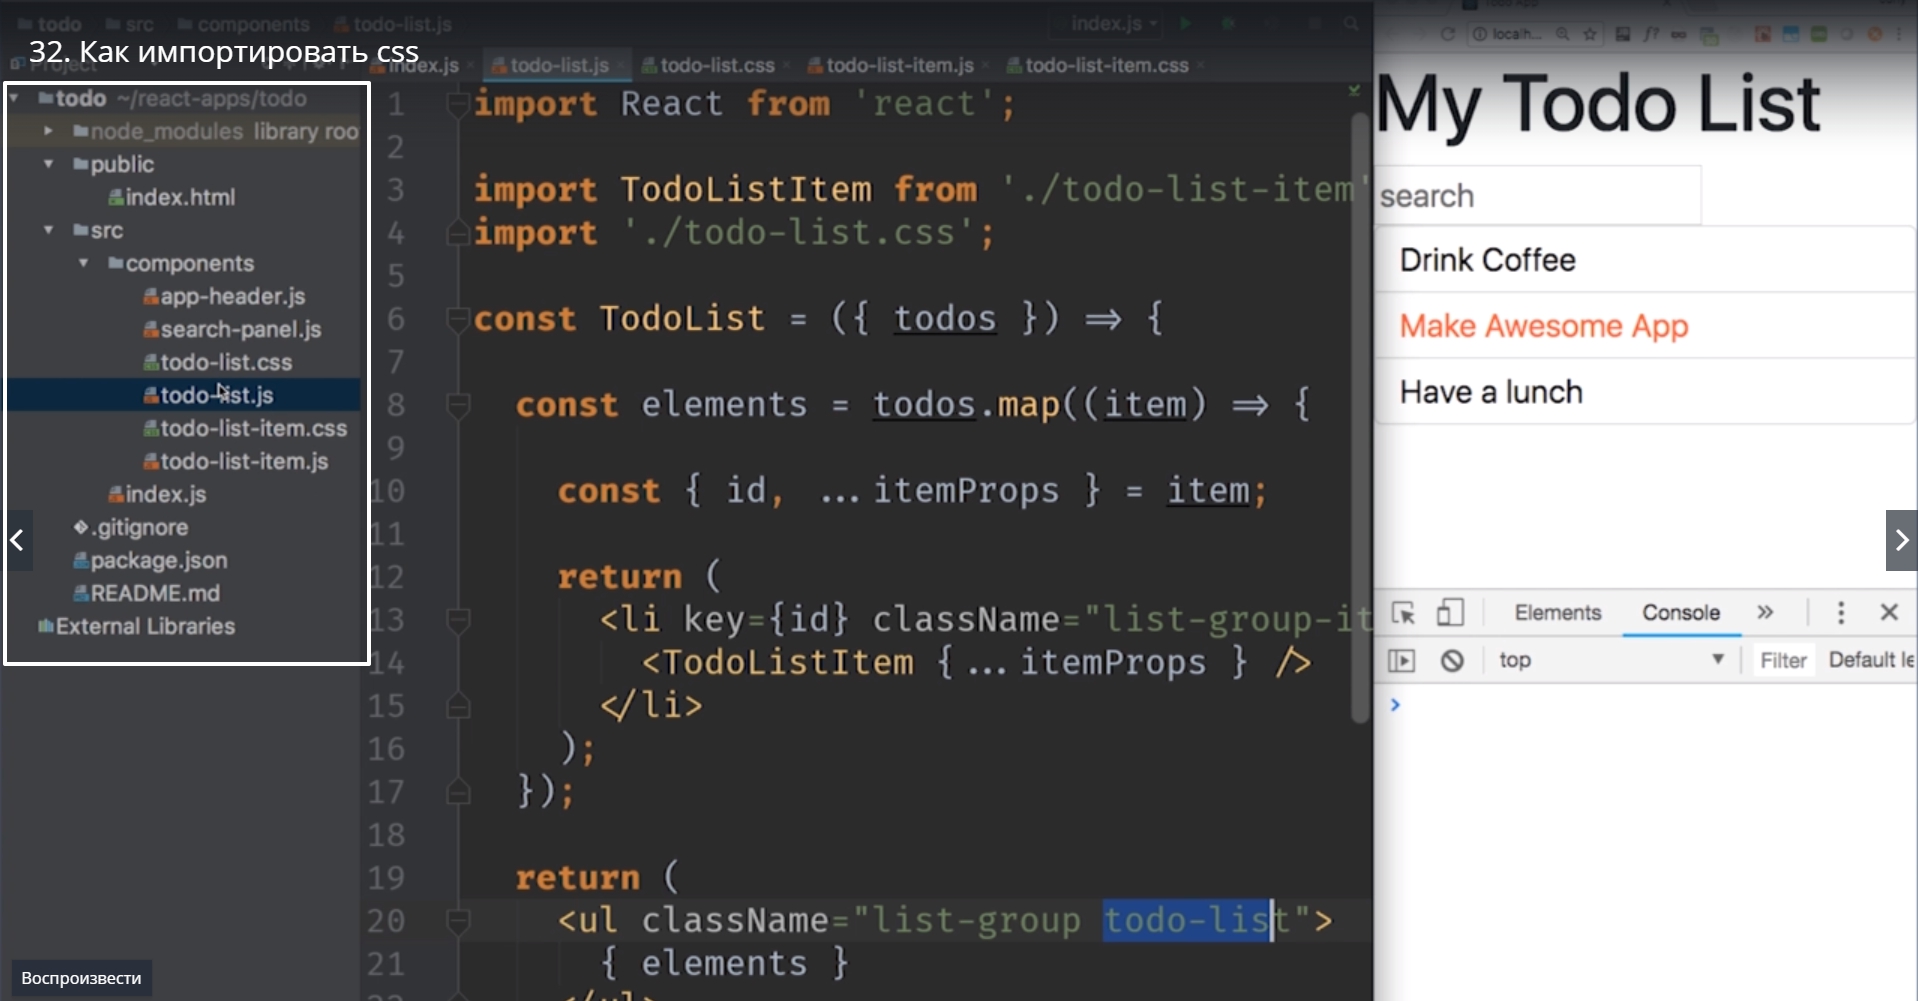 todo src components todo-list.js index.js
32. Как импортировать css
Project
index.js todo-list.js todo-list.css todo-list-item.js todo-list-item.css
todo ~/react-apps/todo
node_modules library roo
public
index.html
src
components
app-header.js
search-panel.js
todo-list.css
todo-list.js
todo-list-item.css
todo-list-item.js
index.js
.gitignore
package.json
README.md
External Libraries
Воспроизвести
1 import React from 'react';
2
3 import TodoListItem from './todo-list-item'
4 import './todo-list.css';
5
6 const TodoList = ({ todos }) ⇒ {
7
8 const elements = todos.map((item) ⇒ {
9
10 const { id, ...itemProps } = item;
11
12 return (
13 <li key={id} className="list-group-it
14 <TodoListItem {...itemProps } />
15 </li>
16 );
17 });
18
19 return (
20 <ul className="list-group todo-list">
21 { elements }
</ul>
localh...
My Todo List
search
Drink Coffee
Make Awesome App
Have a lunch
Elements Console »
top Filter Default le